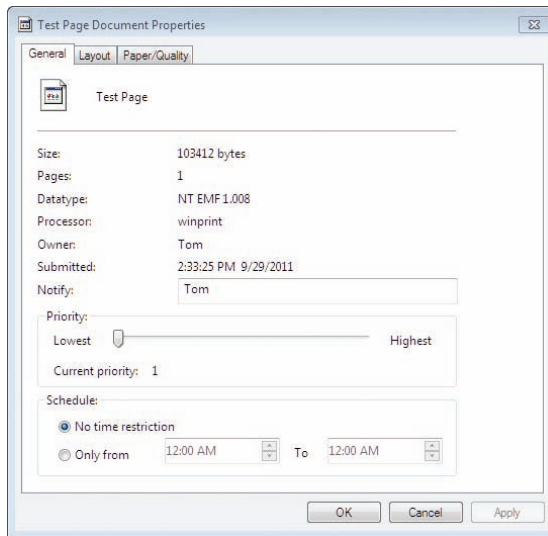 Test Page Document Properties
General Layout Paper/Quality
Test Page
Size: 103412 bytes
Pages: 1
Datatype: NT EMF 1.008
Processor: winprint
Owner: Tom
Submitted: 2:33:25 PM 9/29/2011
Notify: Tom
Priority:
Lowest Highest
Current priority: 1
Schedule:
No time restriction
Only from 12:00 AM To 12:00 AM
OK Cancel Apply